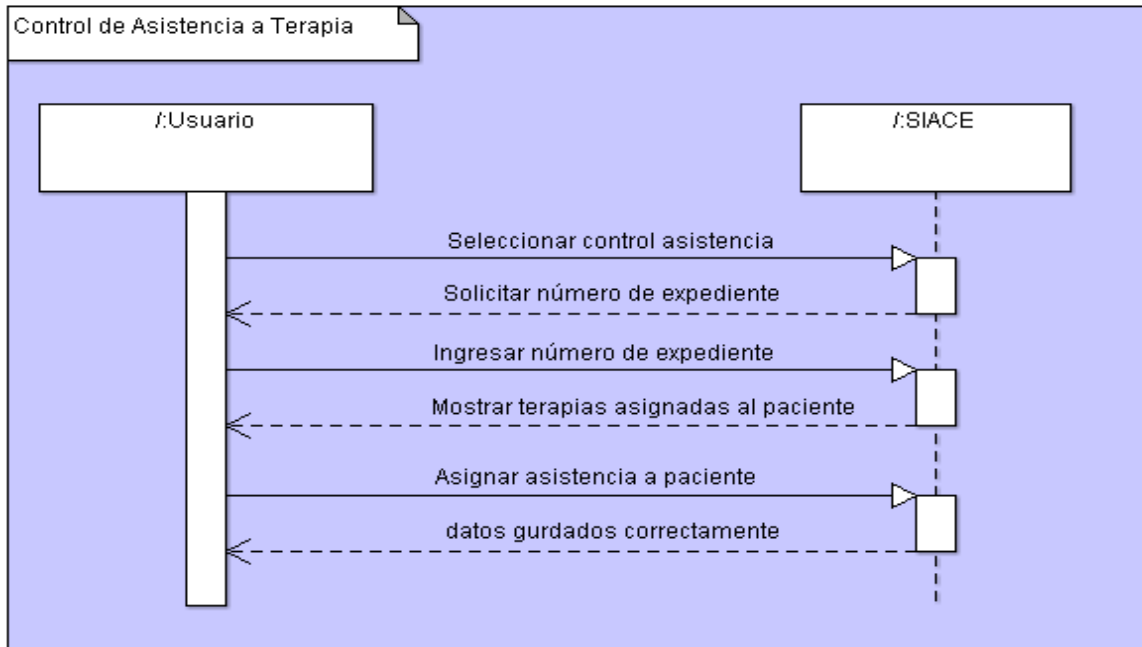 Control de Asistencia a Terapia
/:Usuario
/:SIACE
Seleccionar control asistencia
Solicitar número de expediente
Ingresar número de expediente
Mostrar terapias asignadas al paciente
Asignar asistencia a paciente
datos gurdados correctamente